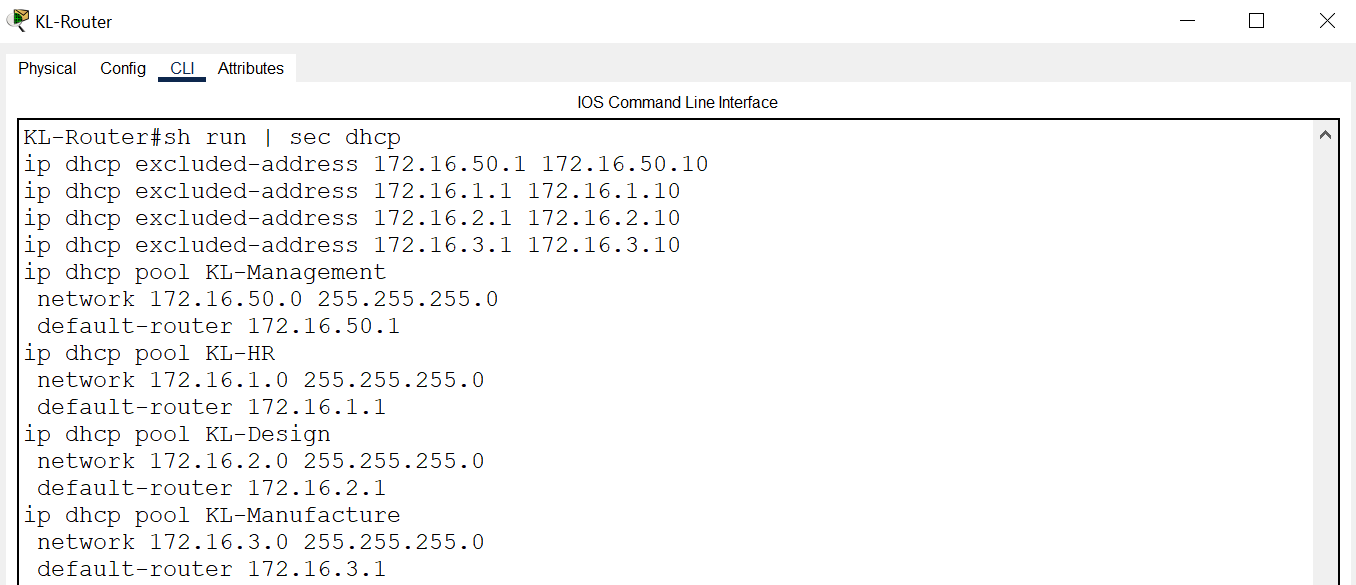 KL-Router
Physical Config CLI Attributes
IOS Command Line Interface
KL-Router#sh run | sec dhcp
ip dhcp excluded-address 172.16.50.1 172.16.50.10
ip dhcp excluded-address 172.16.1.1 172.16.1.10
ip dhcp excluded-address 172.16.2.1 172.16.2.10
ip dhcp excluded-address 172.16.3.1 172.16.3.10
ip dhcp pool KL-Management
 network 172.16.50.0 255.255.255.0
 default-router 172.16.50.1
ip dhcp pool KL-HR
 network 172.16.1.0 255.255.255.0
 default-router 172.16.1.1
ip dhcp pool KL-Design
 network 172.16.2.0 255.255.255.0
 default-router 172.16.2.1
ip dhcp pool KL-Manufacture
 network 172.16.3.0 255.255.255.0
 default-router 172.16.3.1